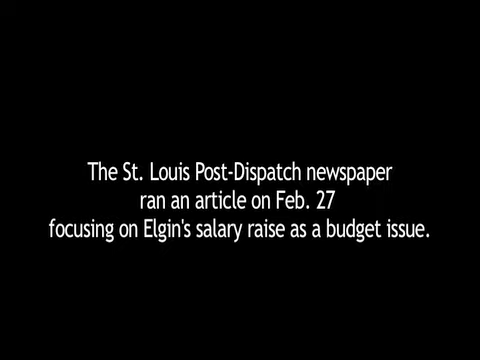 The St. Louis Post-Dispatch newspaper
ran an article on Feb. 27
focusing on Elgin's salary raise as a budget issue.